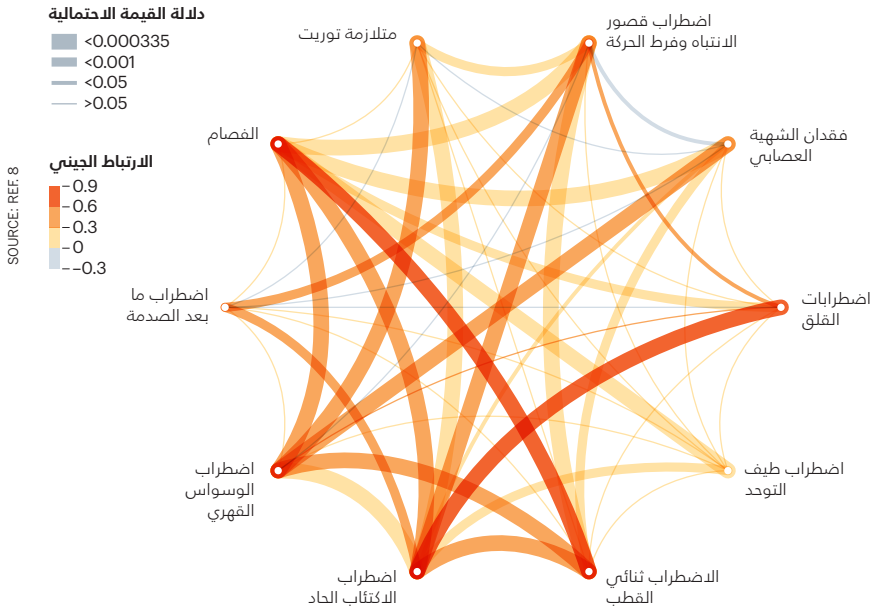 دلالة القيمة الاحتمالية
<0.000335
<0.001
<0.05
>0.05
الارتباط الجيني
0.9
0.6
0.3
0
-0.3
SOURCE: REF. 8
متلازمة توريت
اضطراب قصور
الانتباه وفرط الحركة
فقدان الشهية
العصابي
اضطرابات
القلق
اضطراب طيف
التوحد
الاضطراب ثنائي
القطب
اضطراب
الاكتئاب الحاد
اضطراب
الوسواس
القهري
اضطراب ما
بعد الصدمة
الفصام